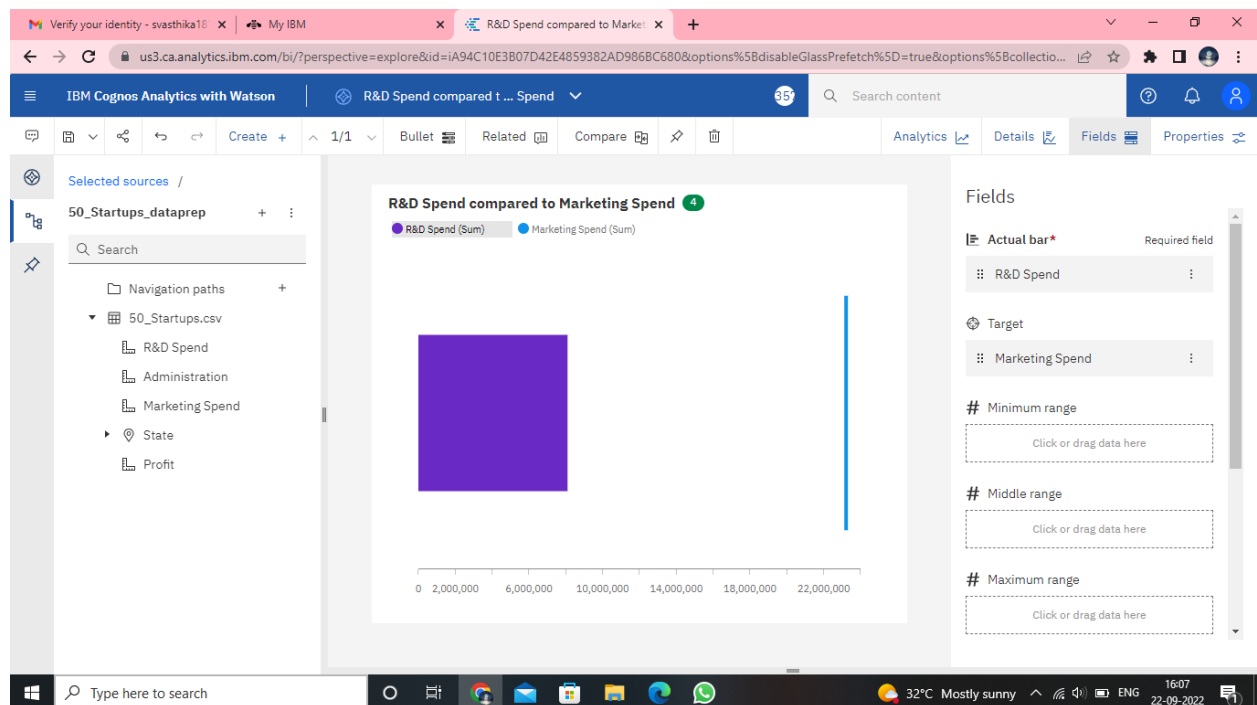 Verify your identity - svasthika18
My IBM
R&D Spend compared to Market
us3.ca.analytics.ibm.com/bi/?perspective=explore&id=iA94C10E3B07D42E4859382AD986BC680&options%5BdisableGlassPrefetch%5D=true&options%5Bcollectio...
IBM Cognos Analytics with Watson
R&D Spend compared t ... Spend
Search content
Create +
1/1
Bullet
Related
Compare
Analytics
Details
Fields
Properties
Selected sources /
50_Startups_dataprep
Search
Navigation paths
50_Startups.csv
R&D Spend
Administration
Marketing Spend
State
Profit
R&D Spend compared to Marketing Spend 4
R&D Spend (Sum) Marketing Spend (Sum)
0 2,000,000 6,000,000 10,000,000 14,000,000 18,000,000 22,000,000
Fields
Actual bar* Required field
R&D Spend
Target
Marketing Spend
# Minimum range
Click or drag data here
# Middle range
Click or drag data here
# Maximum range
Click or drag data here
Type here to search
32°C Mostly sunny
ENG
16:07
22-09-2022
1